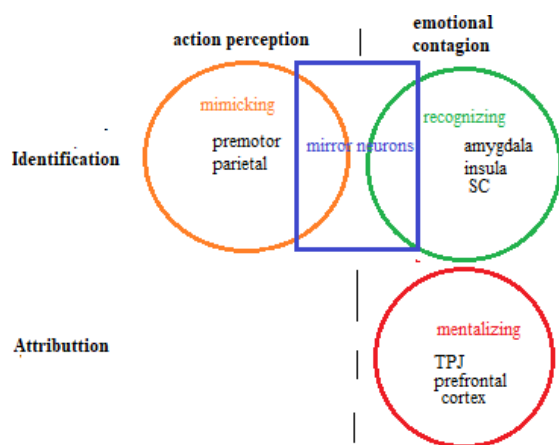 action perception
emotional
contagion
mimicking
recognizing
premotor
parietal
mirror neurons
amygdala
insula
SC
Identification
mentalizing
Attributtion
TPJ
prefrontal
cortex